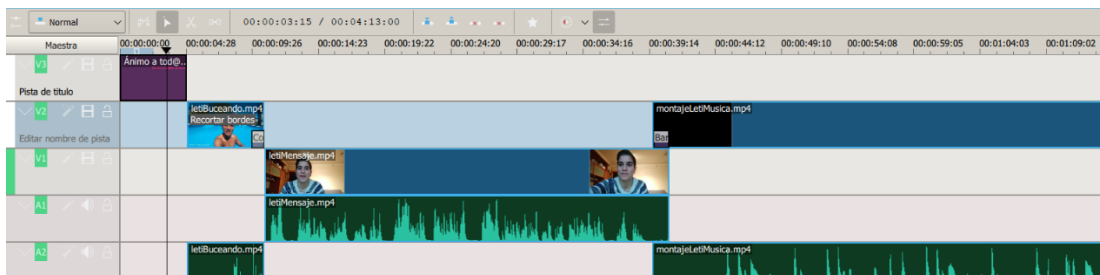 Normal 00:00:03:15 / 00:04:13:00
Maestra 00:00:00:00 00:00:04:28 00:00:09:26 00:00:14:23 00:00:19:22 00:00:24:20 00:00:29:17 00:00:34:16 00:00:39:14 00:00:44:12 00:00:49:10 00:00:54:08 00:00:59:05 00:01:04:03 00:01:09:02
V3 Ánimo a tod@..
Pista de titulo
V2 letiBuceando.mp4 montajeLetiMusica.mp4
Recortar bordes-
Editar nombre de pista Co Bar
V1 letiMensaje.mp4
A1 letiMensaje.mp4
A2 letiBuceando.mp4 montajeLetiMusica.mp4